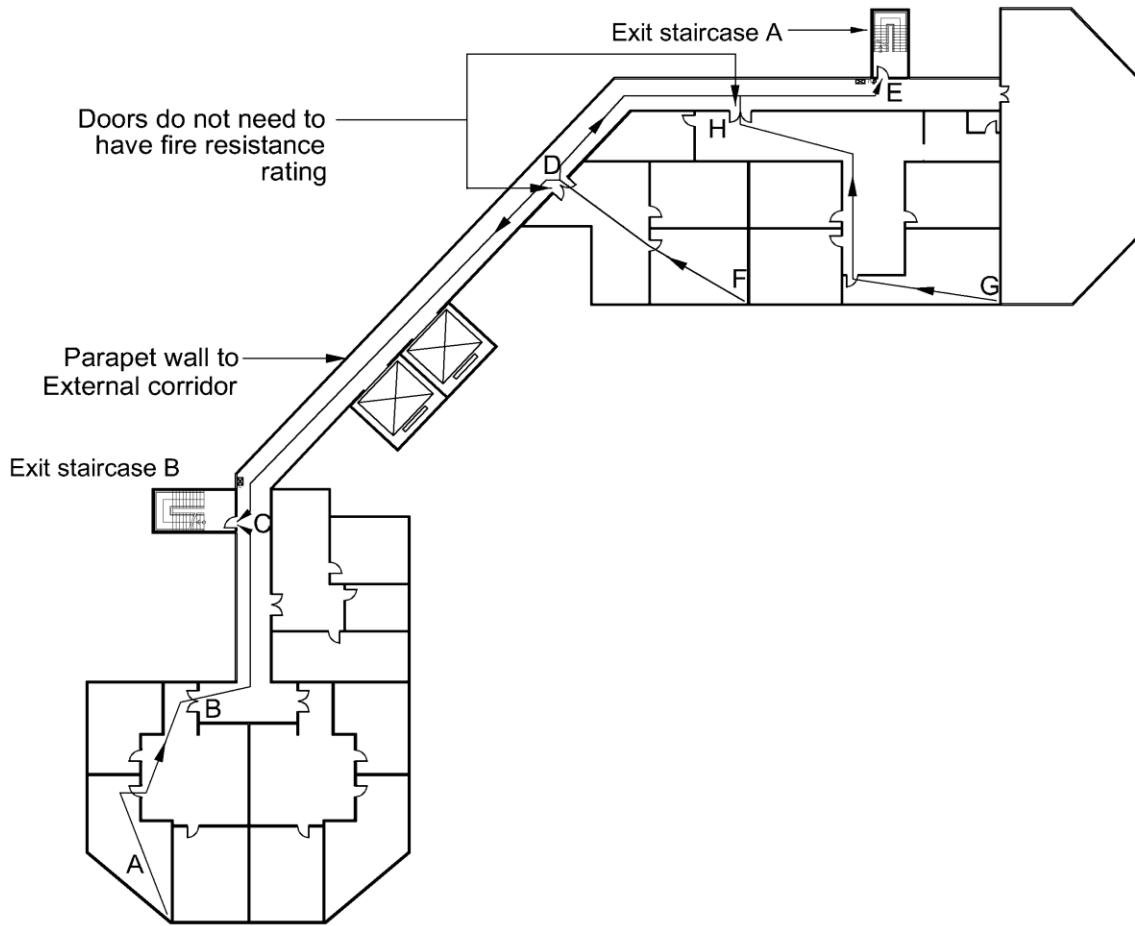 Exit staircase A
E
Doors do not need to
have fire resistance
rating
H
D
F
G
Parapet wall to
External corridor
Exit staircase B
C
B
A